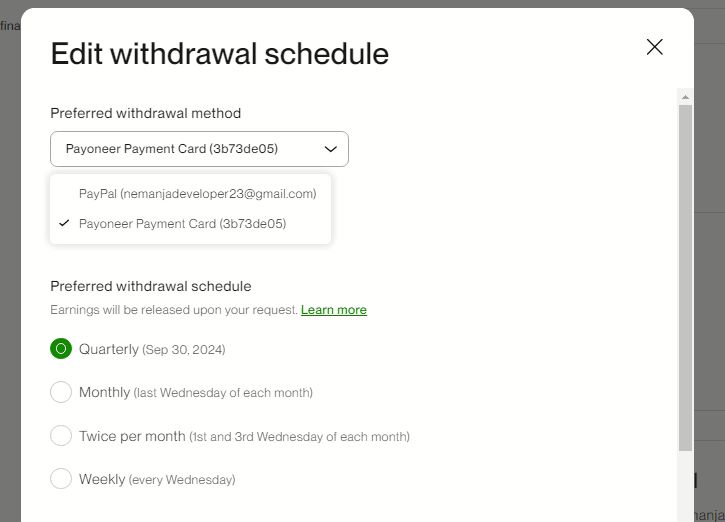 fina
Edit withdrawal schedule
Preferred withdrawal method
Payoneer Payment Card (3b73de05)
PayPal (nemanjadeveloper23@gmail.com)
Payoneer Payment Card (3b73de05)
Preferred withdrawal schedule
Earnings will be released upon your request. Learn more
Quarterly (Sep 30, 2024)
Monthly (last Wednesday of each month)
Twice per month (1st and 3rd Wednesday of each month)
Weekly (every Wednesday)